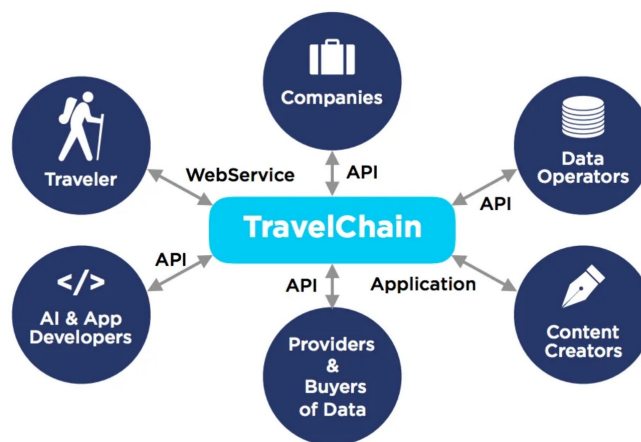 Companies
Traveler
Data
Operators
WebService
API
API
TravelChain
API
API
Application
</>
AI & App
Developers
Providers
&
Buyers
of Data
Content
Creators